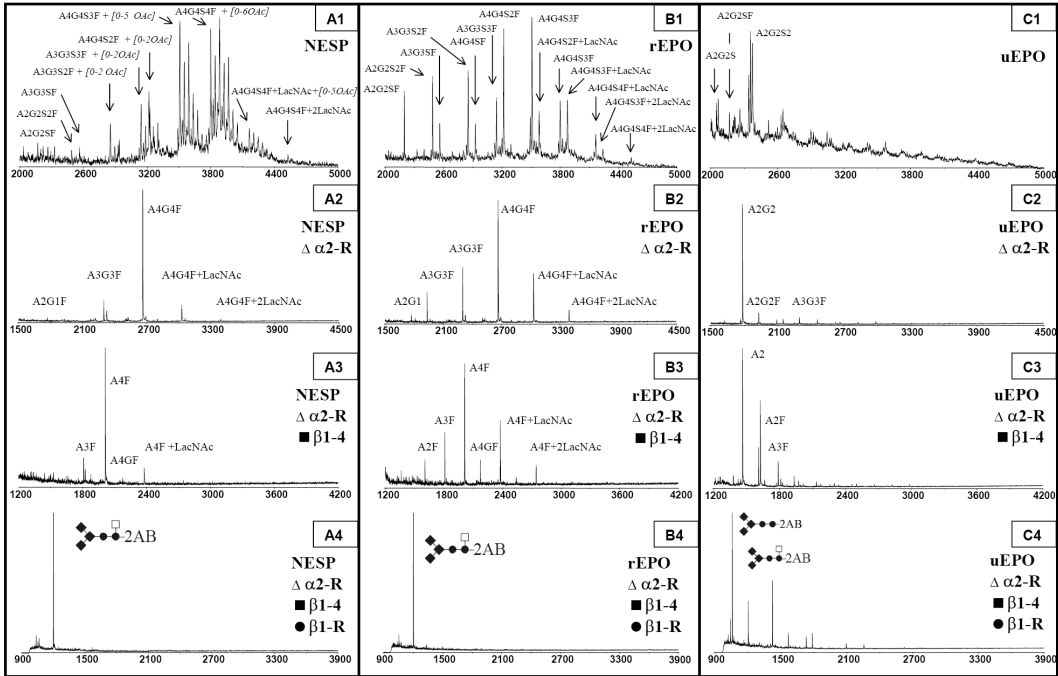 A4G4S3F + [0-5 OAc]
A4G4S4F + [0-6OAc]
A1
NESP
A4G4S2F + [0-2OAc]
A3G3S3F + [0-2OAc]
A3G3S2F + [0-2 OAc]
A3G3SF
A2G2S2F
A2G2SF
A4G4S4F+LacNAc+[0-5OAc]
A4G4S4F+2LacNAc
2000 2600 3200 3800 4400 5000
B1
rEPO
A4G4S2F
A3G3S3F
A4G4SF
A3G3S2F
A3G3SF
A2G2S2F
A2G2SF
A4G4S3F
A4G4S2F+LacNAc
A4G4S3F
A4G4S3F+LacNAc
A4G4S4F+LacNAc
A4G4S3F+2LacNAc
A4G4S4F+2LacNAc
2000 2600 3200 3800 4400 5000
C1
uEPO
A2G2SF
A2G2S
A2G2S2
2000 2600 3200 3800 4400 5000
A2
NESP
Δ α2-R
A4G4F
A3G3F
A4G4F+LacNAc
A2G1F
A4G4F+2LacNAc
1500 2100 2700 3300 3900 4500
B2
rEPO
Δ α2-R
A4G4F
A3G3F
A3G3F
A4G4F+LacNAc
A2G1
A4G4F+2LacNAc
1500 2100 2700 3300 3900 4500
C2
uEPO
Δ α2-R
A2G2
A2G2F
A3G3F
1500 2100 2700 3300 3900 4500
A3
NESP
Δ α2-R
■ β1-4
A4F
A3F
A4GF
A4F +LacNAc
1200 1800 2400 3000 3600 4200
B3
rEPO
Δ α2-R
■ β1-4
A4F
A3F
A2F
A4GF
A4F+LacNAc
A4F+2LacNAc
1200 1800 2400 3000 3600 4200
C3
uEPO
Δ α2-R
■ β1-4
A2
A2F
A3F
1200 1800 2400 3000 3600 4200
A4
NESP
Δ α2-R
■ β1-4
● β1-R
2AB
900 1500 2100 2700 3300 3900
B4
rEPO
Δ α2-R
■ β1-4
● β1-R
2AB
900 1500 2100 2700 3300 3900
C4
uEPO
Δ α2-R
■ β1-4
● β1-R
2AB
2AB
900 1500 2100 2700 3300 3900